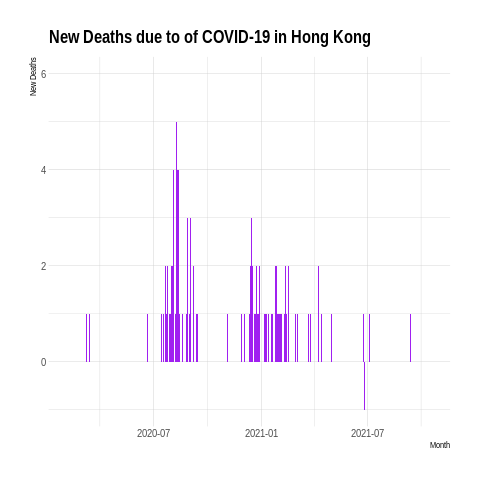 New Deaths due to of COVID-19 in Hong Kong
New Deaths
6
4
2
0
2020-07
2021-01
2021-07
Month